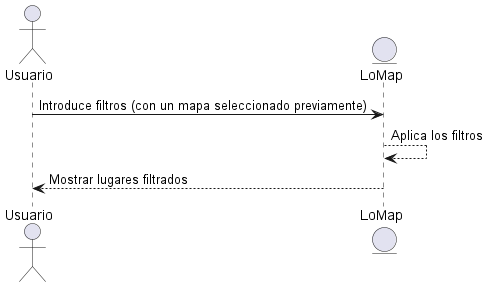 Usuario
LoMap
Introduce filtros (con un mapa seleccionado previamente)
Aplica los filtros
Mostrar lugares filtrados
Usuario
LoMap